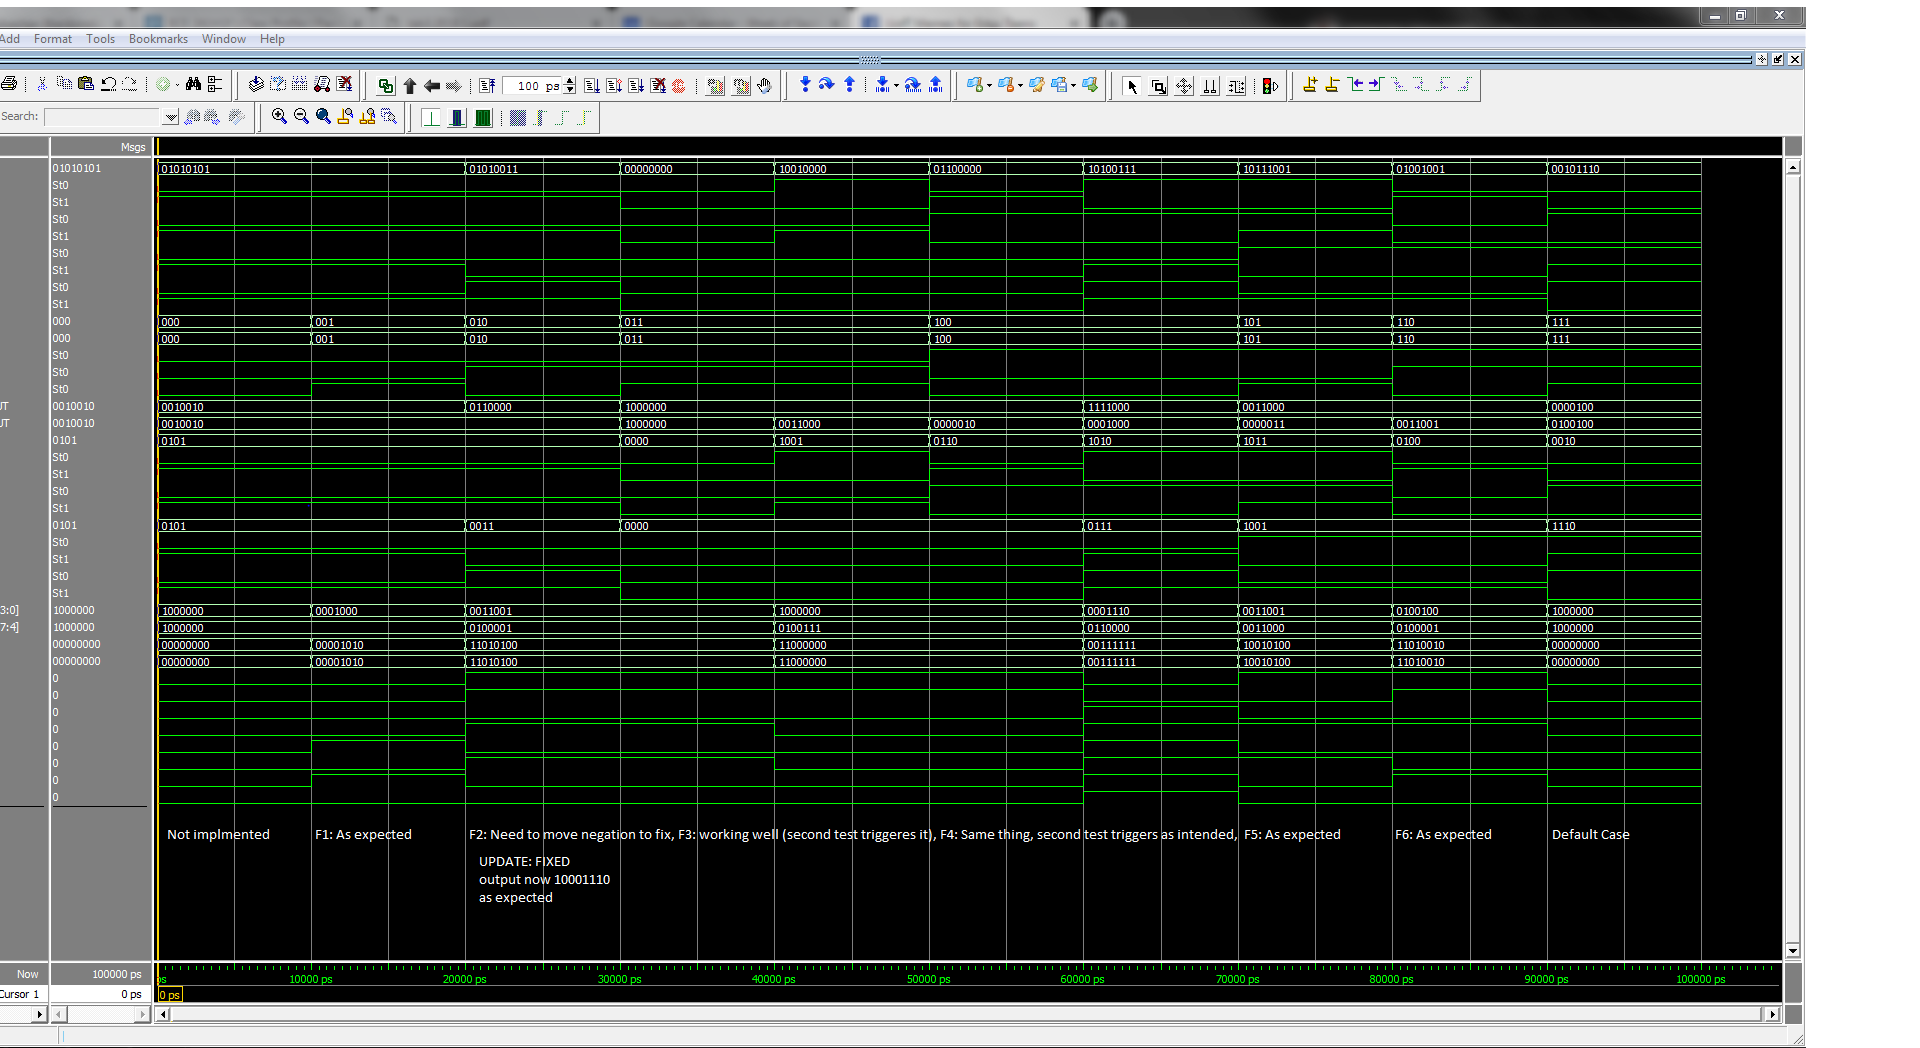 Add Format Tools Bookmarks Window Help
100 ps
Search:
Msgs
01010101 01010101 01010011 00000000 10010000 01100000 10100111 10111001 01001001 00101110
St0
St1
St0
St1
St0
St1
St0
St1
000 000 001 010 011 100 101 110 111
000 000 001 010 011 100 101 110 111
St0
St0
St0
UT 0010010 0010010 0110000 1000000 1111000 0011000 0000100
UT 0010010 0010010 1000000 0011000 0000010 0001000 0000011 0011001 0100100
0101 0101 0000 1001 0110 1010 1011 0100 0010
St0
St1
St0
St1
0101 0101 0011 0000 0111 1001 1110
St0
St1
St0
St1
3:0] 1000000 1000000 0001000 0011001 1000000 0001110 0011001 0100100 1000000
7:4] 1000000 1000000 0100001 0100111 0110000 0011000 0100001 1000000
00000000 00000000 00001010 11010100 11000000 00111111 10010100 11010010 00000000
00000000 00000000 00001010 11010100 11000000 00111111 10010100 11010010 00000000
0
0
0
0
0
0
0
0
Not implmented F1: As expected F2: Need to move negation to fix, F3: working well (second test triggeres it), F4: Same thing, second test triggers as intended, F5: As expected F6: As expected Default Case
UPDATE: FIXED
output now 10001110
as expected
Now 100000 ps ps 10000 ps 20000 ps 30000 ps 40000 ps 50000 ps 60000 ps 70000 ps 80000 ps 90000 ps 100000 ps
Cursor 1 0 ps 0 ps